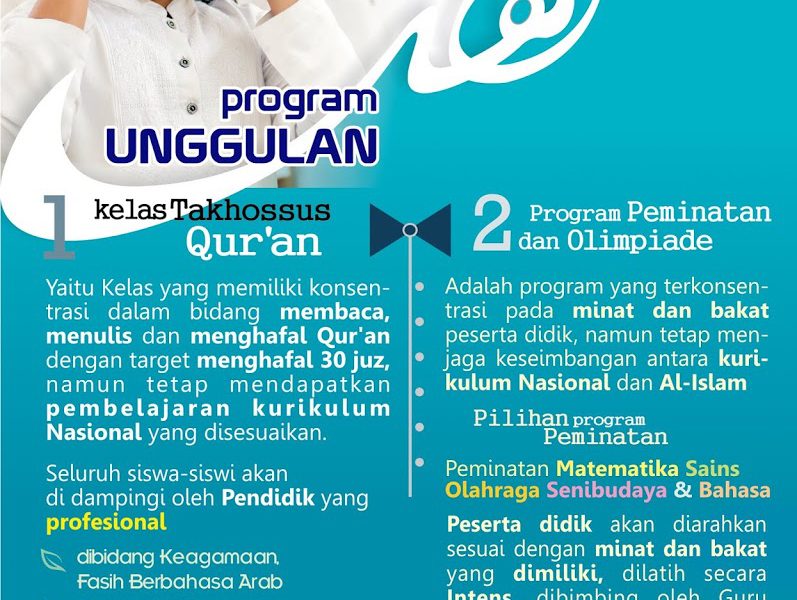 program
UNGGULAN
1 kelasTakhossus
Qur'an
Yaitu Kelas yang memiliki konsen-
trasi dalam bidang membaca,
menulis dan menghafal Qur'an
dengan target menghafal 30 juz,
namun tetap mendapatkan
pembelajaran kurikulum
Nasional yang disesuaikan.
Seluruh siswa-siswi akan
di dampingi oleh Pendidik yang
profesional
dibidang Keagamaan,
Fasih Berbahasa Arab
2 Program Peminatan
dan Olimpiade
Adalah program yang terkonsen-
trasi pada minat dan bakat
peserta didik, namun tetap men-
jaga keseimbangan antara kuri-
kulum Nasional dan Al-Islam
Pilihan program
Peminatan
Peminatan Matematika Sains
Olahraga Senibudaya & Bahasa
Peserta didik akan diarahkan
sesuai dengan minat dan bakat
yang dimiliki, dilatih secara
Intens, dibimbing oleh Guru